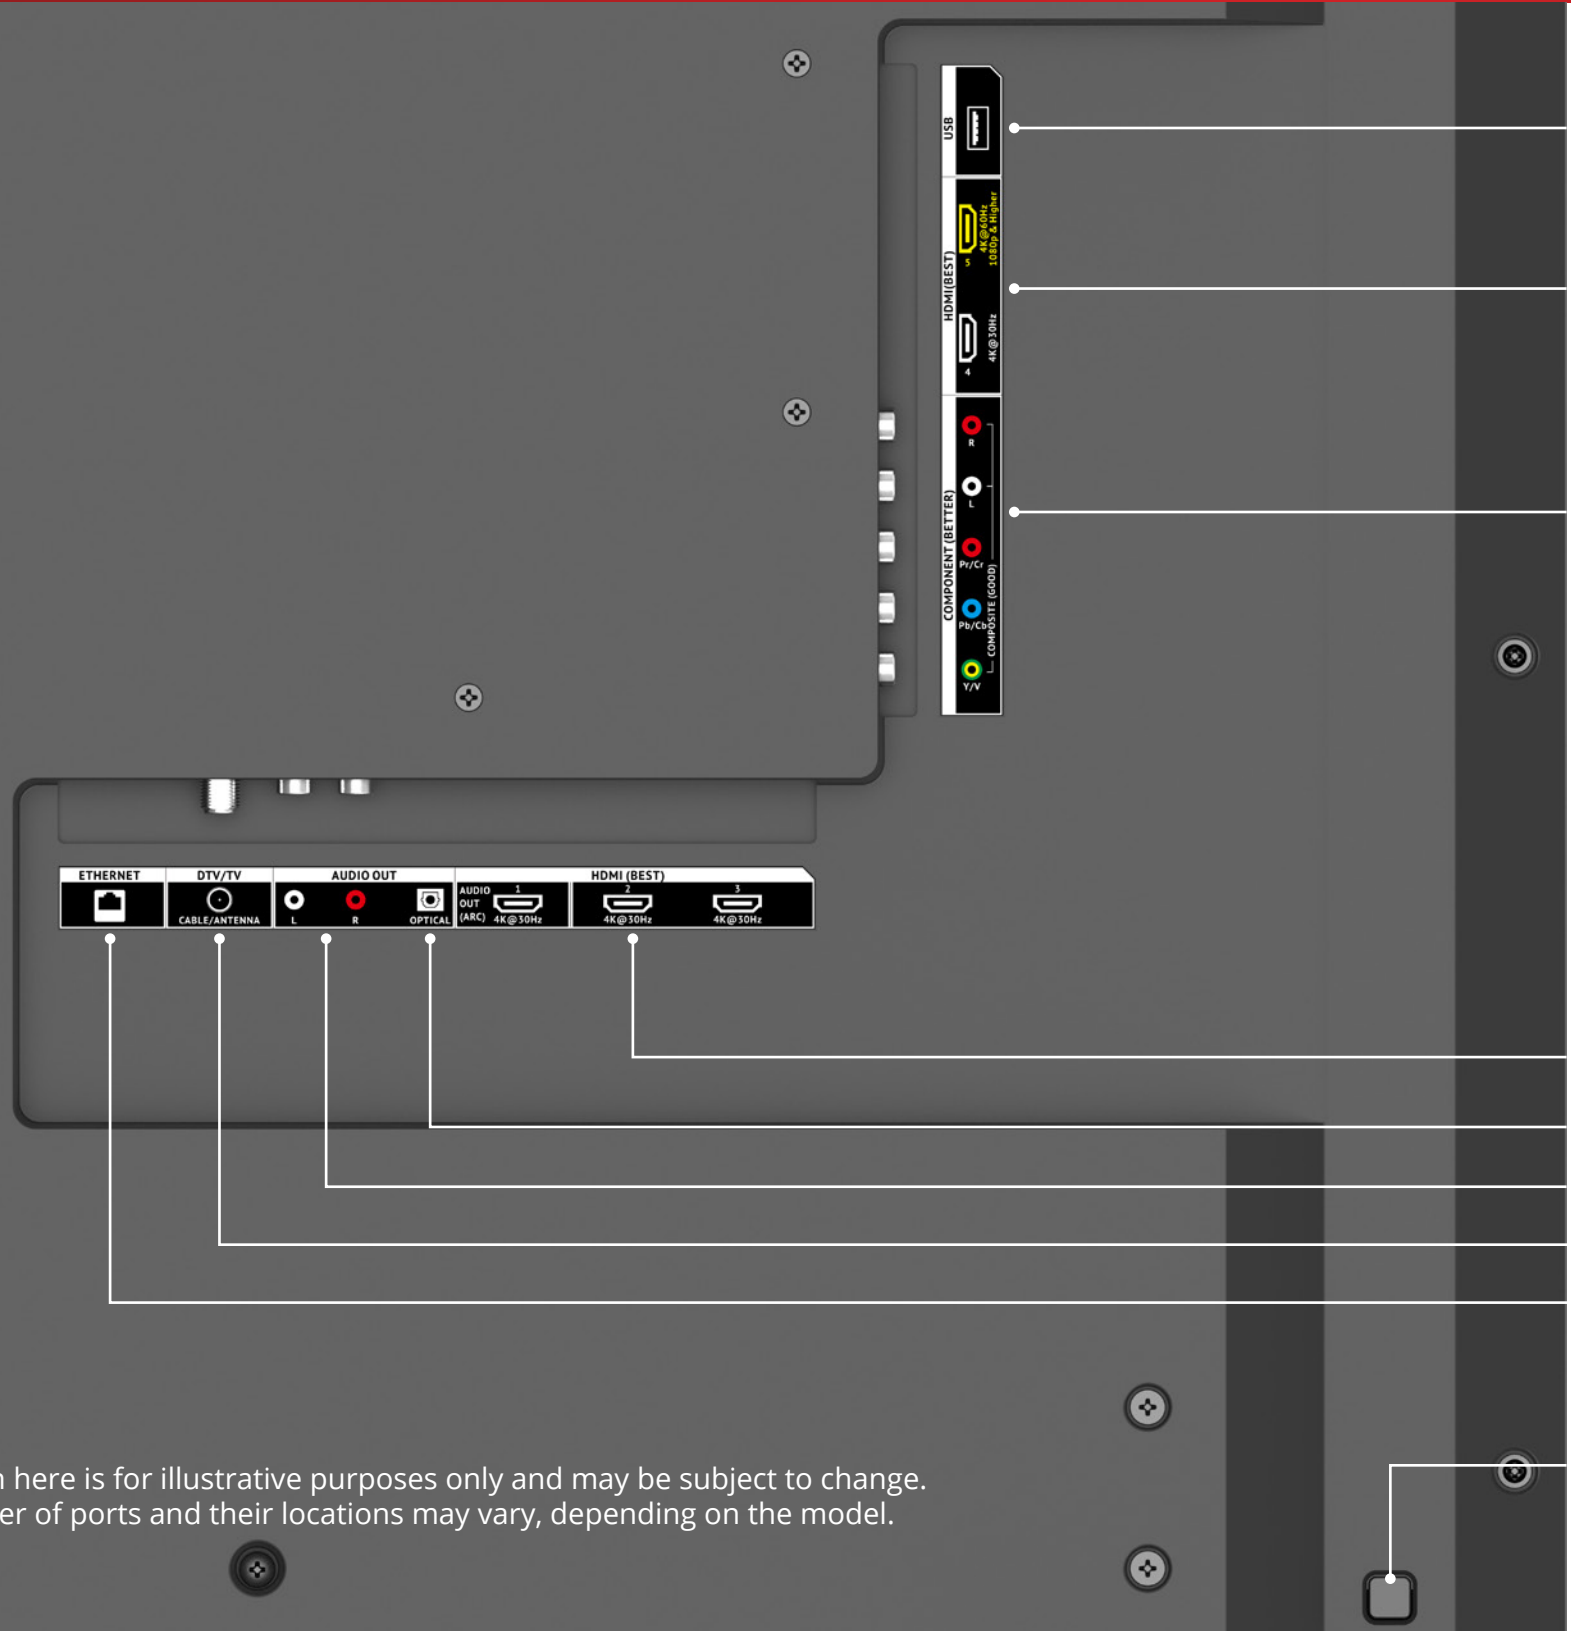 USB
HDMI(BEST)
5
4K@60Hz
1080p & Higher
4
4K@30Hz
COMPONENT (BETTER)
R
L
Pr/Cr
Pb/Cb
Y/V
COMPOSITE (GOOD)
ETHERNET
DTV/TV
CABLE/ANTENNA
AUDIO OUT
L
R
OPTICAL
HDMI (BEST)
AUDIO
OUT
(ARC)
1
4K@30Hz
2
4K@30Hz
3
4K@30Hz
here is for illustrative purposes only and may be subject to change.
of ports and their locations may vary, depending on the model.